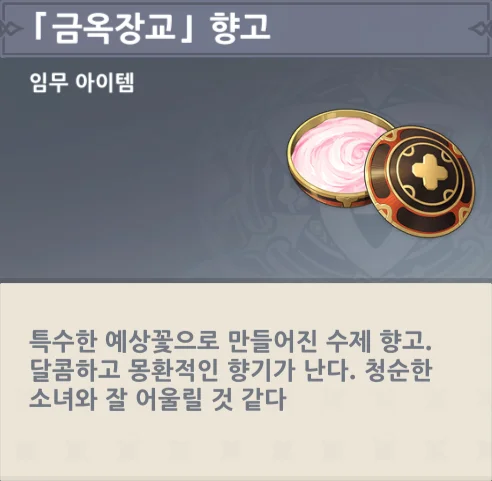 「금옥장교」 향고
임무 아이템
특수한 예상꽃으로 만들어진 수제 향고.
달콤하고 몽환적인 향기가 난다. 청순한
소녀와 잘 어울릴 것 같다